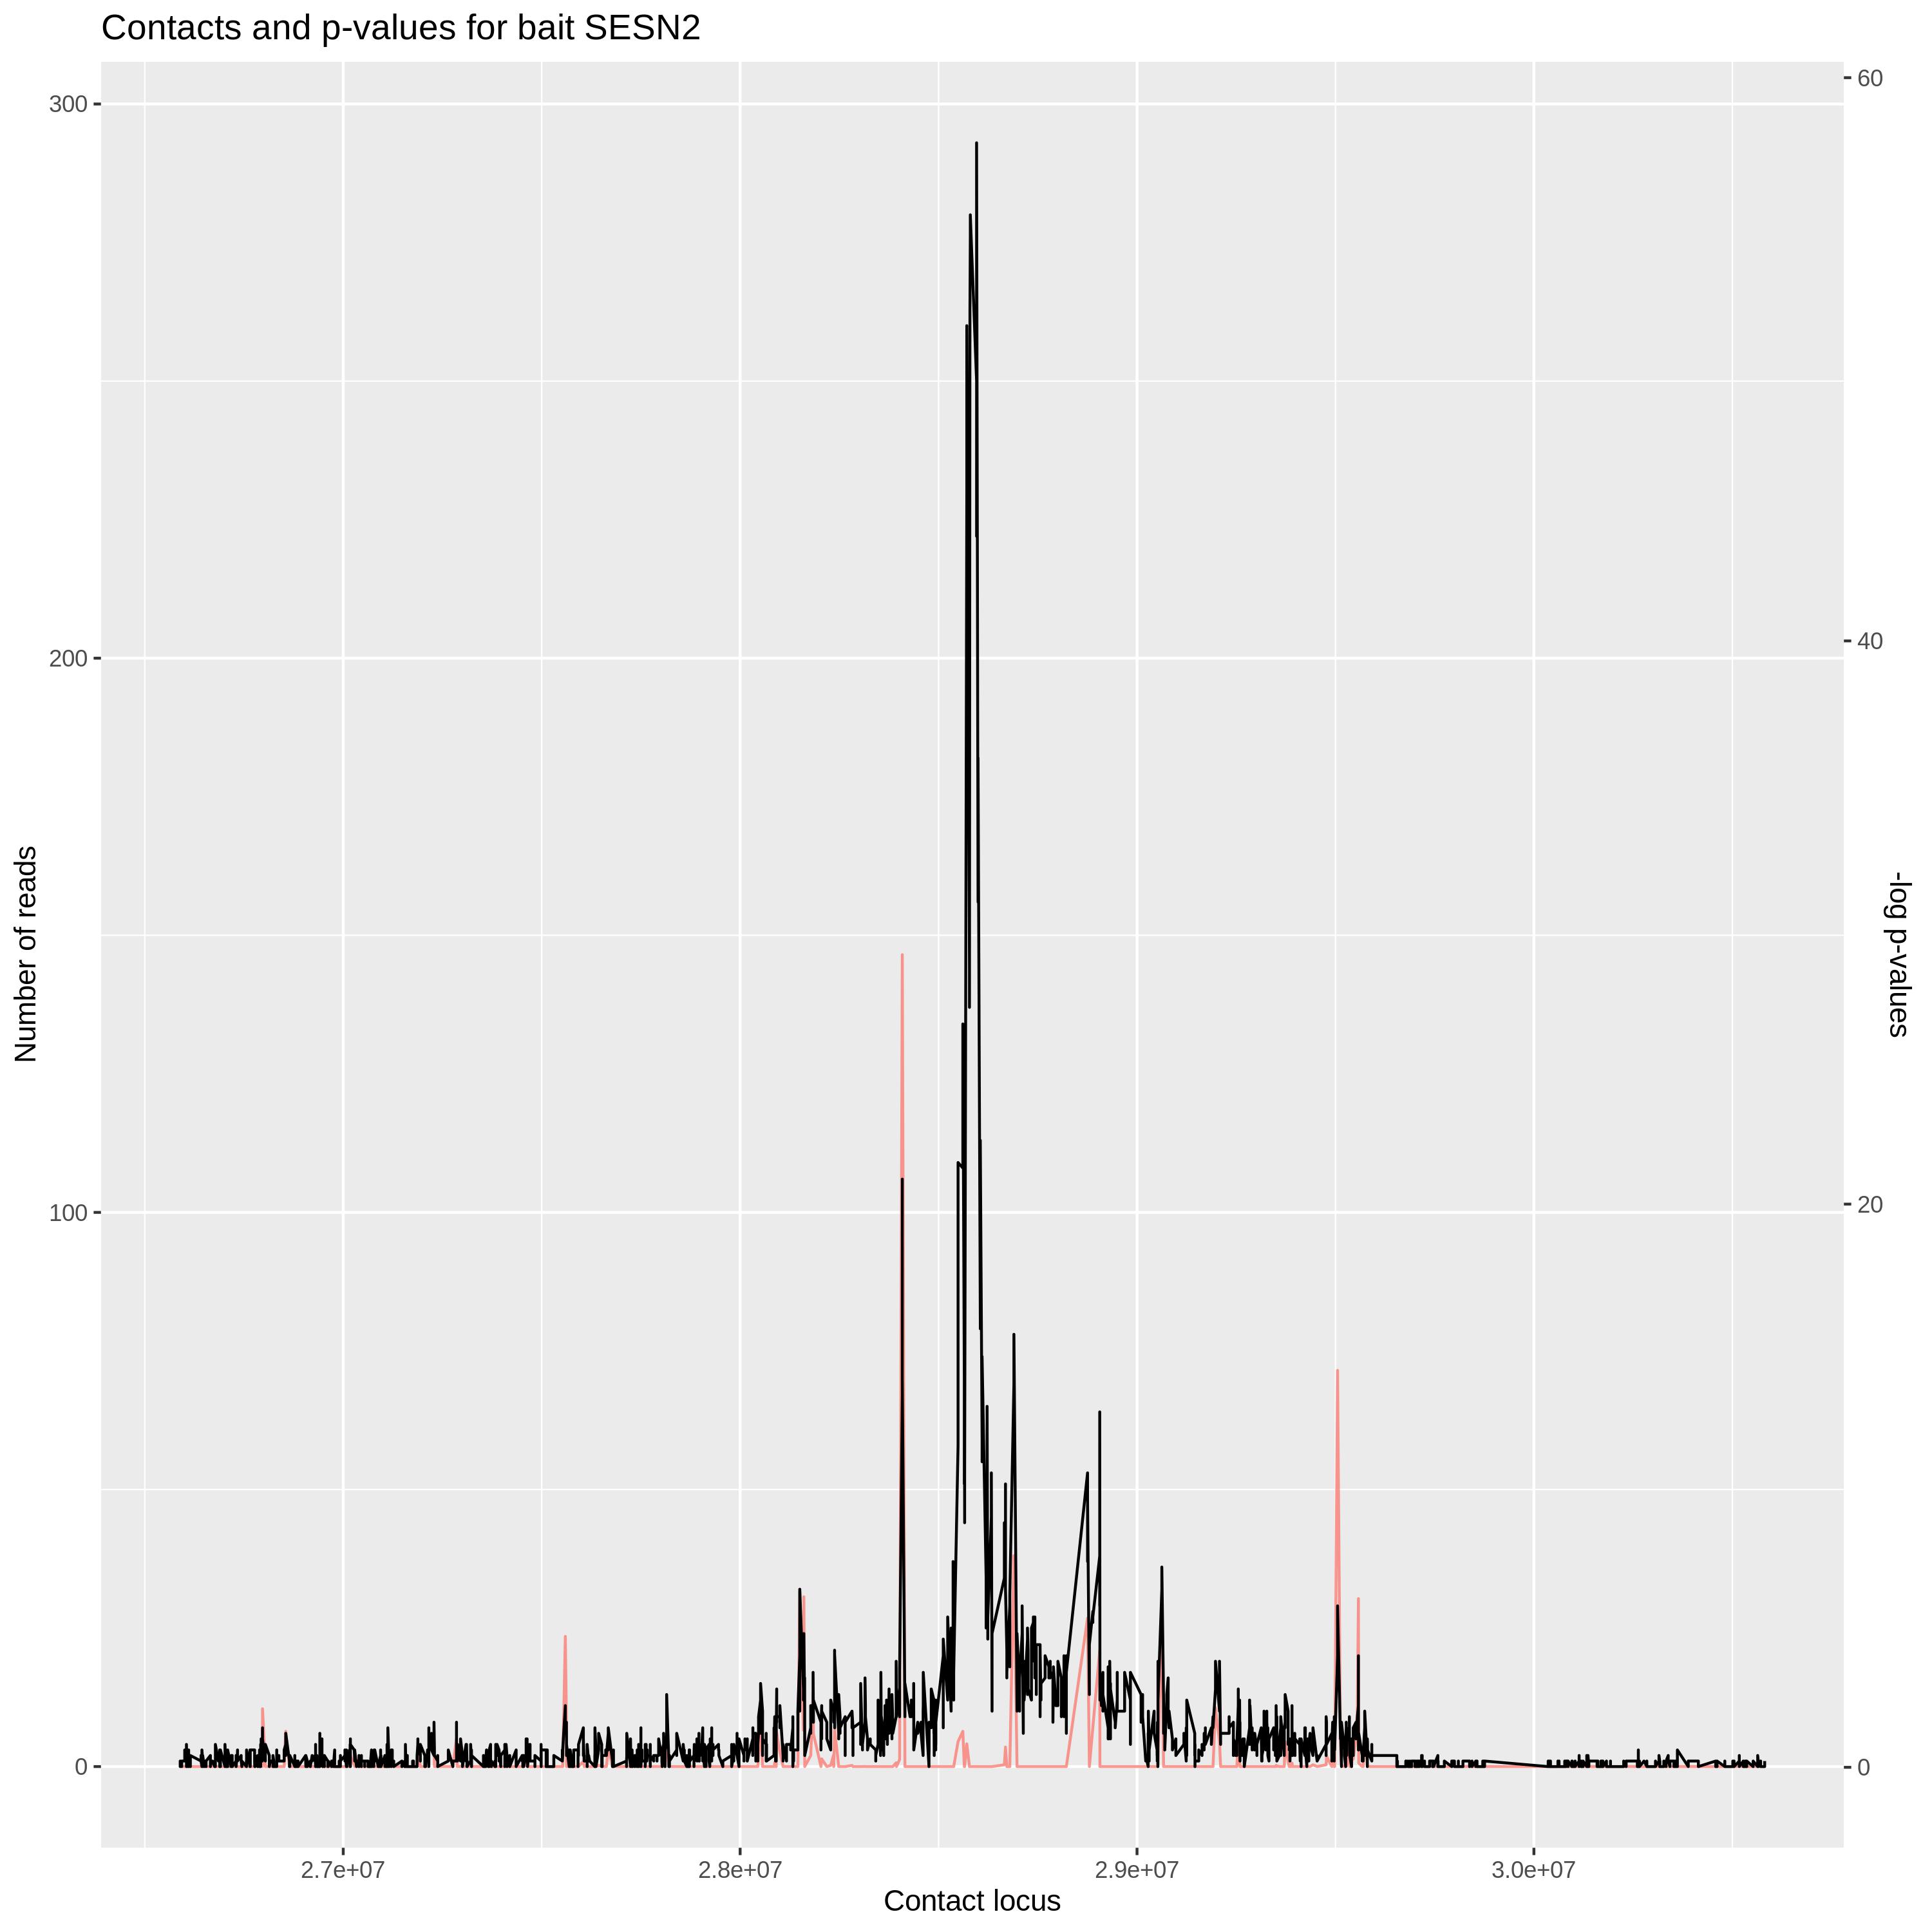 Contacts and p-values for bait SESN2
300
200
100
0
60
40
20
0
Number of reads
-log p-values
2.7e+07
2.8e+07
2.9e+07
3.0e+07
Contact locus